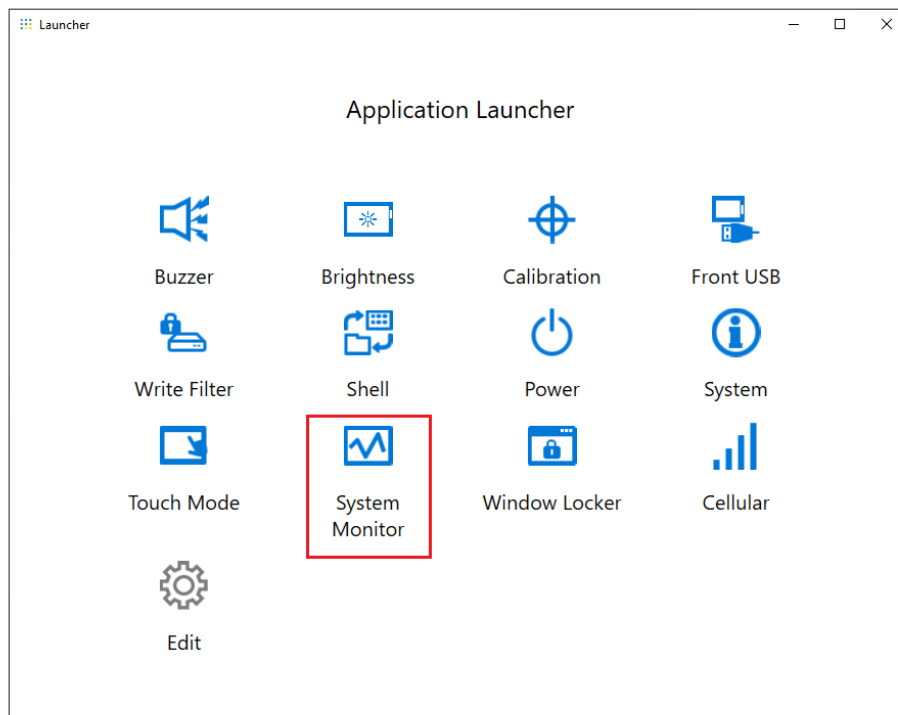 Launcher
Application Launcher
Buzzer
Brightness
Calibration
Front USB
Write Filter
Shell
Power
System
Touch Mode
System
Monitor
Window Locker
Cellular
Edit